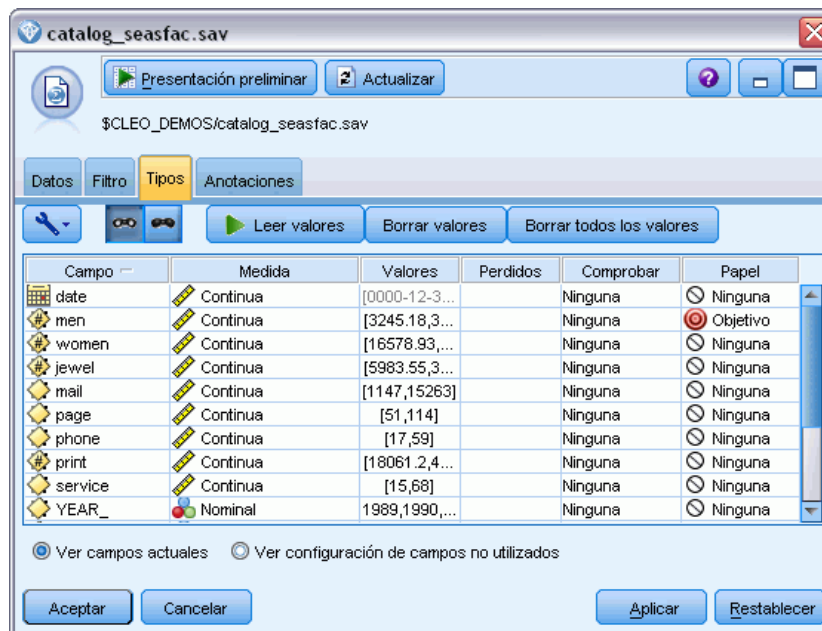 catalog_seasfac.sav
Presentación preliminar Actualizar
$CLEO_DEMOS/catalog_seasfac.sav
Datos Filtro Tipos Anotaciones
Leer valores Borrar valores Borrar todos los valores
Campo Medida Valores Perdidos Comprobar Papel
date Continua [0000-12-3... Ninguna Ninguna
men Continua [3245.18,3... Ninguna Objetivo
women Continua [16578.93,... Ninguna Ninguna
jewel Continua [5983.55,3... Ninguna Ninguna
mail Continua [1147,15263] Ninguna Ninguna
page Continua [51,114] Ninguna Ninguna
phone Continua [17,59] Ninguna Ninguna
print Continua [18061.2,4... Ninguna Ninguna
service Continua [15,68] Ninguna Ninguna
YEAR_ Nominal 1989,1990,... Ninguna Ninguna
Ver campos actuales Ver configuración de campos no utilizados
Aceptar Cancelar Aplicar Restablecer